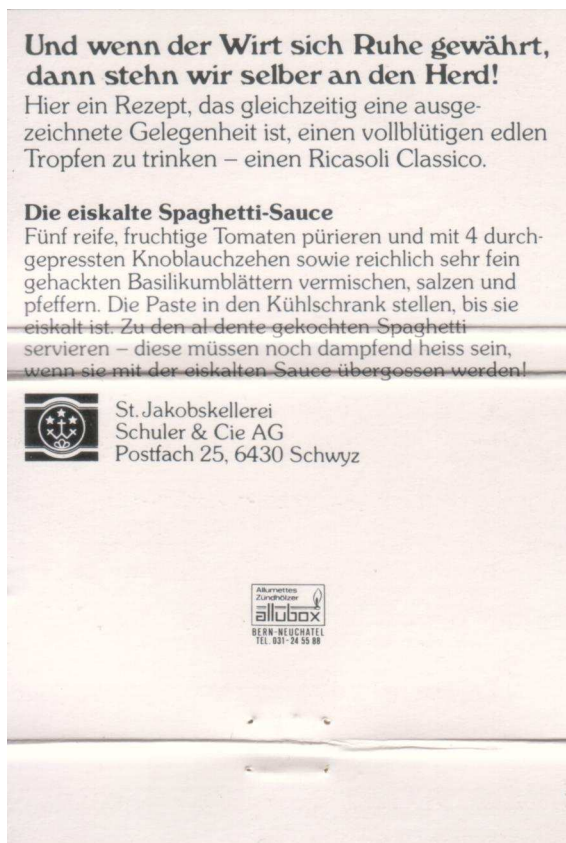 Und wenn der Wirt sich Ruhe gewährt,
dann stehn wir selber an den Herd!
Hier ein Rezept, das gleichzeitig eine ausge-
zeichnete Gelegenheit ist, einen vollblütigen edlen
Tropfen zu trinken – einen Ricasoli Classico.
Die eiskalte Spaghetti-Sauce
Fünf reife, fruchtige Tomaten pürieren und mit 4 durch-
gepressten Knoblauchzehen sowie reichlich sehr fein
gehackten Basilikumblättern vermischen, salzen und
pfeffern. Die Paste in den Kühlschrank stellen, bis sie
eiskalt ist. Zu den al dente gekochten Spaghetti
servieren – diese müssen noch dampfend heiss sein,
wenn sie mit der eiskalten Sauce übergossen werden!
St. Jakobskellerei
Schuler & Cie AG
Postfach 25, 6430 Schwyz
Allumettes
Zündhölzer
allubox
BERN-NEUCHATEL
TEL. 031-24 55 88